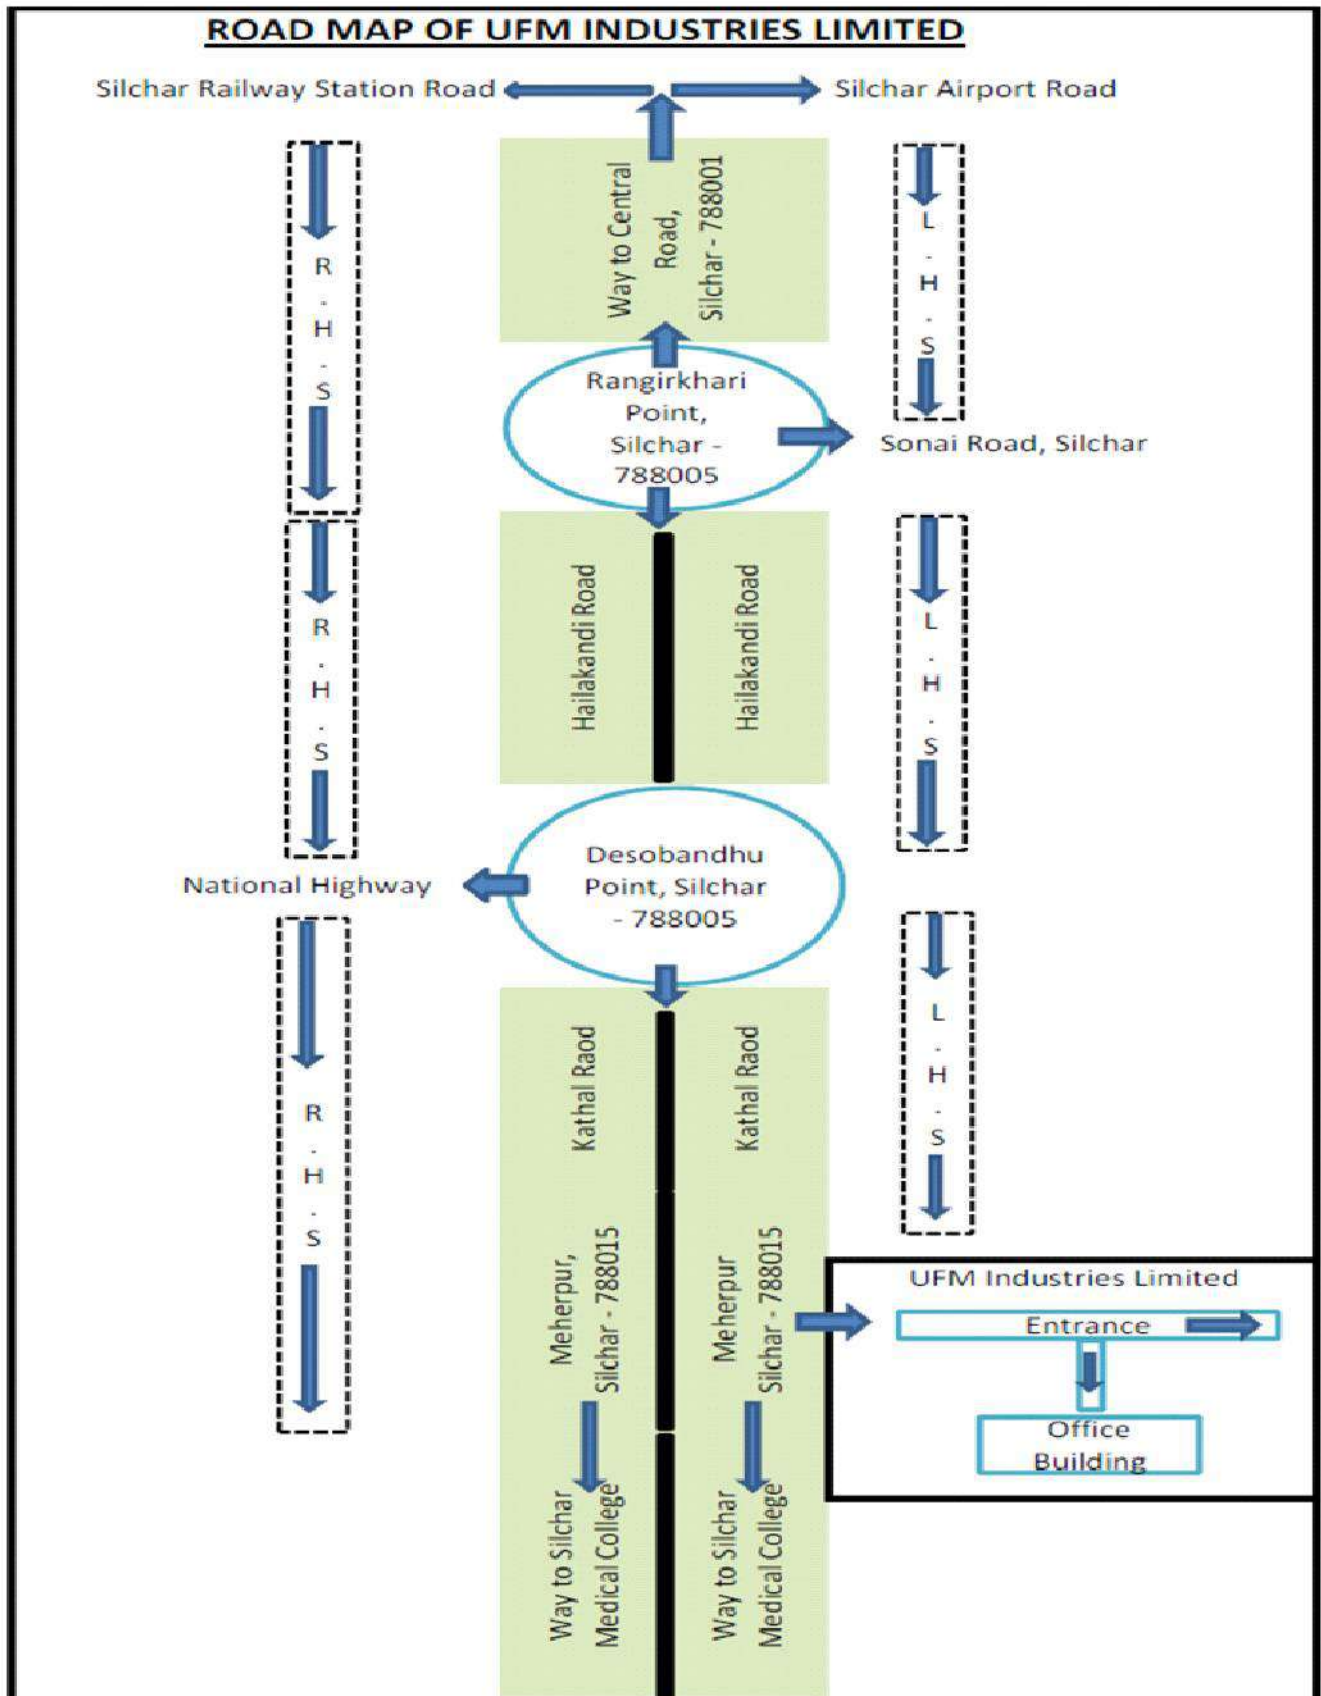 ROAD MAP OF UFM INDUSTRIES LIMITED
Silchar Railway Station Road
Silchar Airport Road
Way to Central
Road,
Silchar - 788001
R
.
H
.
S
L
.
H
.
S
Rangirkhari
Point,
Silchar -
788005
Sonai Road, Silchar
R
.
H
.
S
Hailakandi Road
Hailakandi Road
L
.
H
.
S
Desobandhu
Point, Silchar
- 788005
National Highway
R
.
H
.
S
Kathal Raod
Kathal Raod
L
.
H
.
S
Meherpur,
Silchar - 788015
Meherpur
Silchar - 788015
UFM Industries Limited
Entrance
Office
Building
Way to Silchar
Medical College
Way to Silchar
Medical College